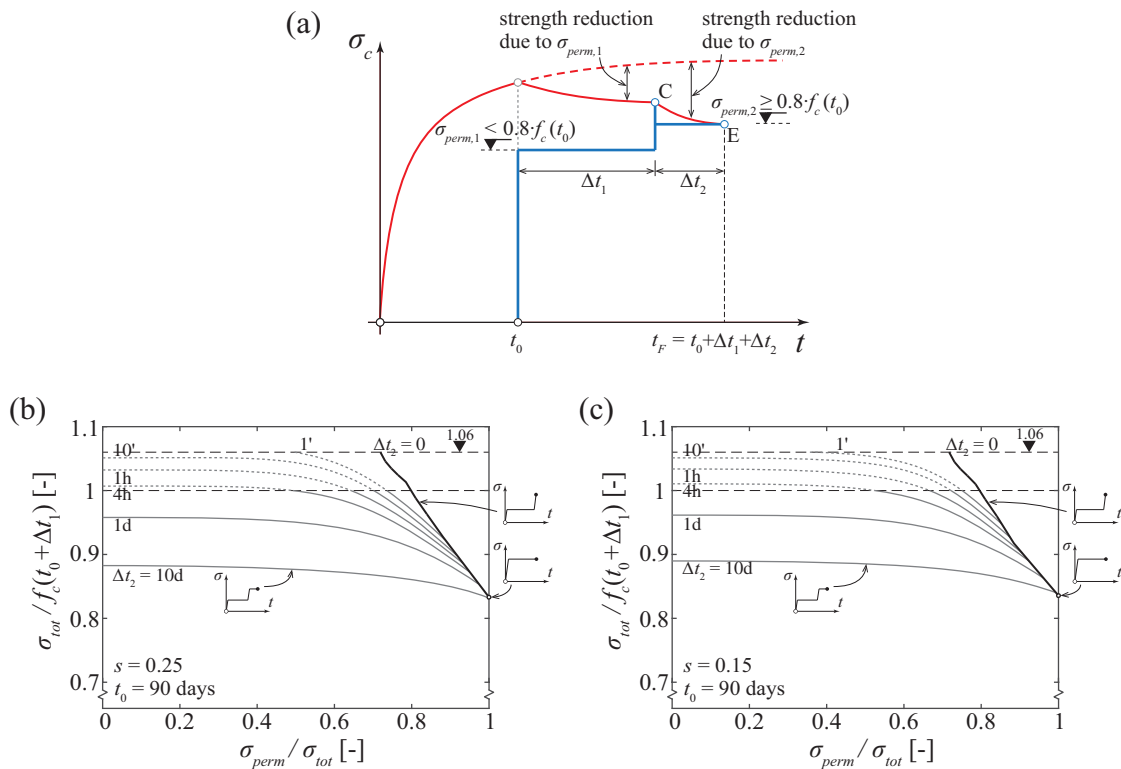 (a)
strength reduction
due to σperm,1
strength reduction
due to σperm,2
σc
C
σperm,2 ≥ 0.8·fc(t0)
σperm,1 < 0.8·fc(t0)
E
Δt1
Δt2
t0
tF = t0+Δt1+Δt2
t
(b)
σtot / fc(t0 + Δt1) [-]
1.1
1
0.9
0.8
0.7
10'
1h
4h
1d
Δt2 = 10d
1'
Δt2 = 0
1.06
σ
t
σ
t
σ
t
s = 0.25
t0 = 90 days
0
0.2
0.4
0.6
0.8
1
σperm / σtot [-]
(c)
σtot / fc(t0 + Δt1) [-]
1.1
1
0.9
0.8
0.7
10'
1h
4h
1d
Δt2 = 10d
1'
Δt2 = 0
1.06
σ
t
σ
t
σ
t
s = 0.15
t0 = 90 days
0
0.2
0.4
0.6
0.8
1
σperm / σtot [-]